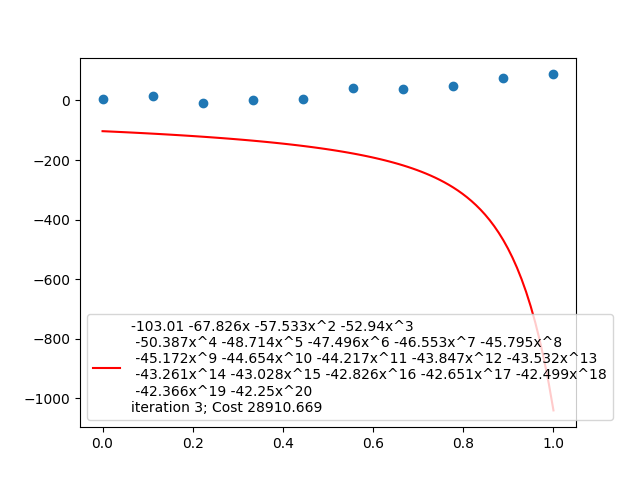 0
−200
−400
−600
−800
−1000
-103.01 -67.826x -57.533x^2 -52.94x^3
-50.387x^4 -48.714x^5 -47.496x^6 -46.553x^7 -45.795x^8
-45.172x^9 -44.654x^10 -44.217x^11 -43.847x^12 -43.532x^13
-43.261x^14 -43.028x^15 -42.826x^16 -42.651x^17 -42.499x^18
-42.366x^19 -42.25x^20
iteration 3; Cost 28910.669
0.0 0.2 0.4 0.6 0.8 1.0